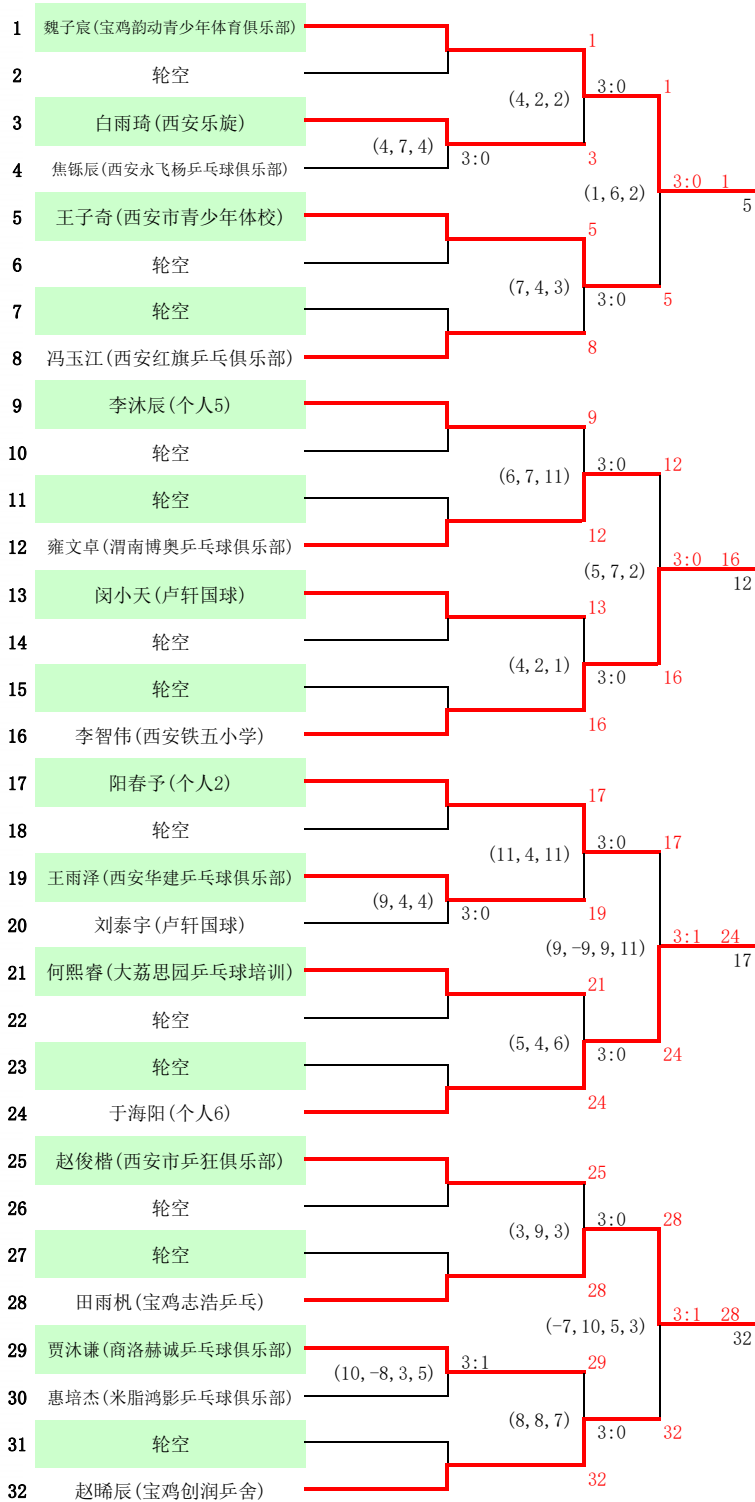 1 魏子宸(宝鸡韵动青少年体育俱乐部)
1
2 轮空
3:0 1
(4, 2, 2)
3 白雨琦(西安乐旋)
(4, 7, 4) 3:0 3
4 焦铄辰(西安永飞杨乒乓球俱乐部)
3:0 1
(1, 6, 2) 5
5 王子奇(西安市青少年体校)
5
6 轮空
(7, 4, 3) 3:0 5
7 轮空
8
8 冯玉江(西安红旗乒乓俱乐部)
9 李沐辰(个人5)
9
10 轮空
3:0 12
(6, 7, 11)
11 轮空
12
12 雍文卓(渭南博奥乒乓球俱乐部)
3:0 16
(5, 7, 2) 12
13 闵小天(卢轩国球)
13
14 轮空
(4, 2, 1) 3:0 16
15 轮空
16
16 李智伟(西安铁五小学)
17 阳春予(个人2)
17
18 轮空
3:0 17
(11, 4, 11)
19 王雨泽(西安华建乒乓球俱乐部)
(9, 4, 4) 3:0 19
20 刘泰宇(卢轩国球)
3:1 24
(9, -9, 9, 11) 17
21 何熙睿(大荔思园乒乓球培训)
21
22 轮空
(5, 4, 6) 3:0 24
23 轮空
24
24 于海阳(个人6)
25 赵俊楷(西安市乒狂俱乐部)
25
26 轮空
3:0 28
(3, 9, 3)
27 轮空
28
28 田雨枫(宝鸡志浩乒乓)
3:1 28
(-7, 10, 5, 3) 32
29 贾沐谦(商洛赫诚乒乓球俱乐部)
(10, -8, 3, 5) 3:1 29
30 惠培杰(米脂鸿影乒乓球俱乐部)
(8, 8, 7) 3:0 32
31 轮空
32
32 赵晞辰(宝鸡创润乒舍)